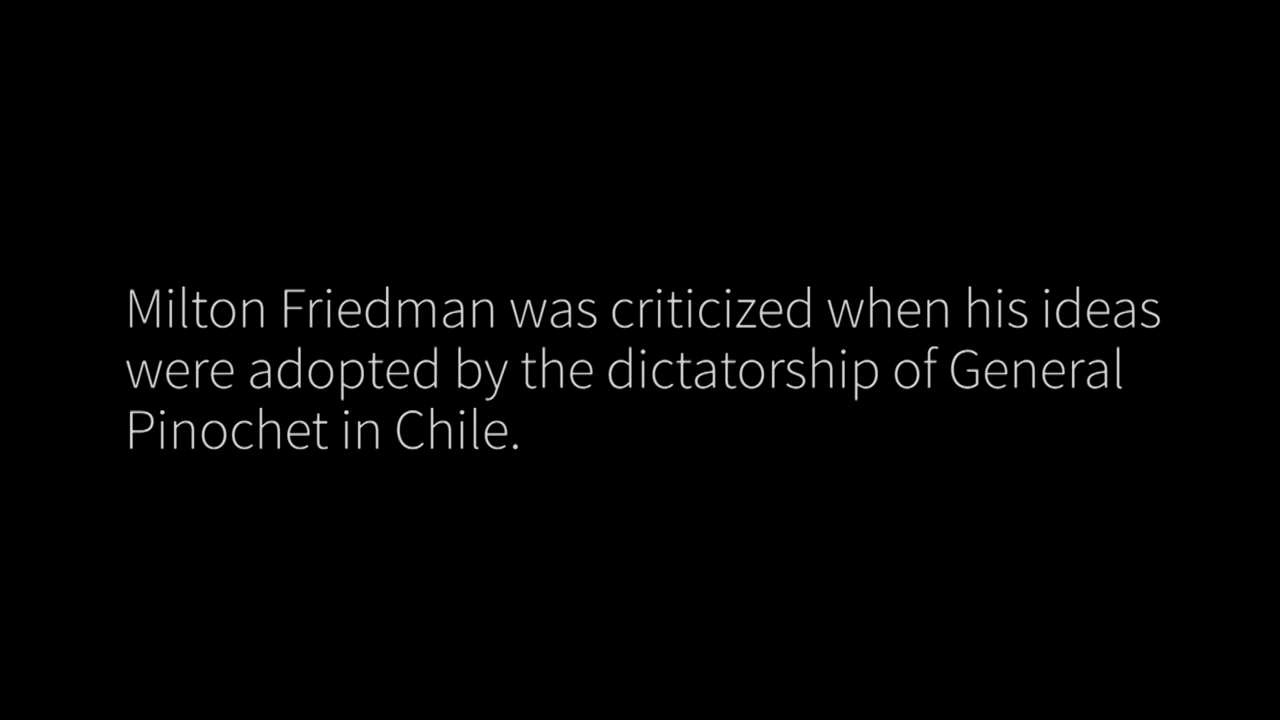 Milton Friedman was criticized when his ideas
were adopted by the dictatorship of General
Pinochet in Chile.